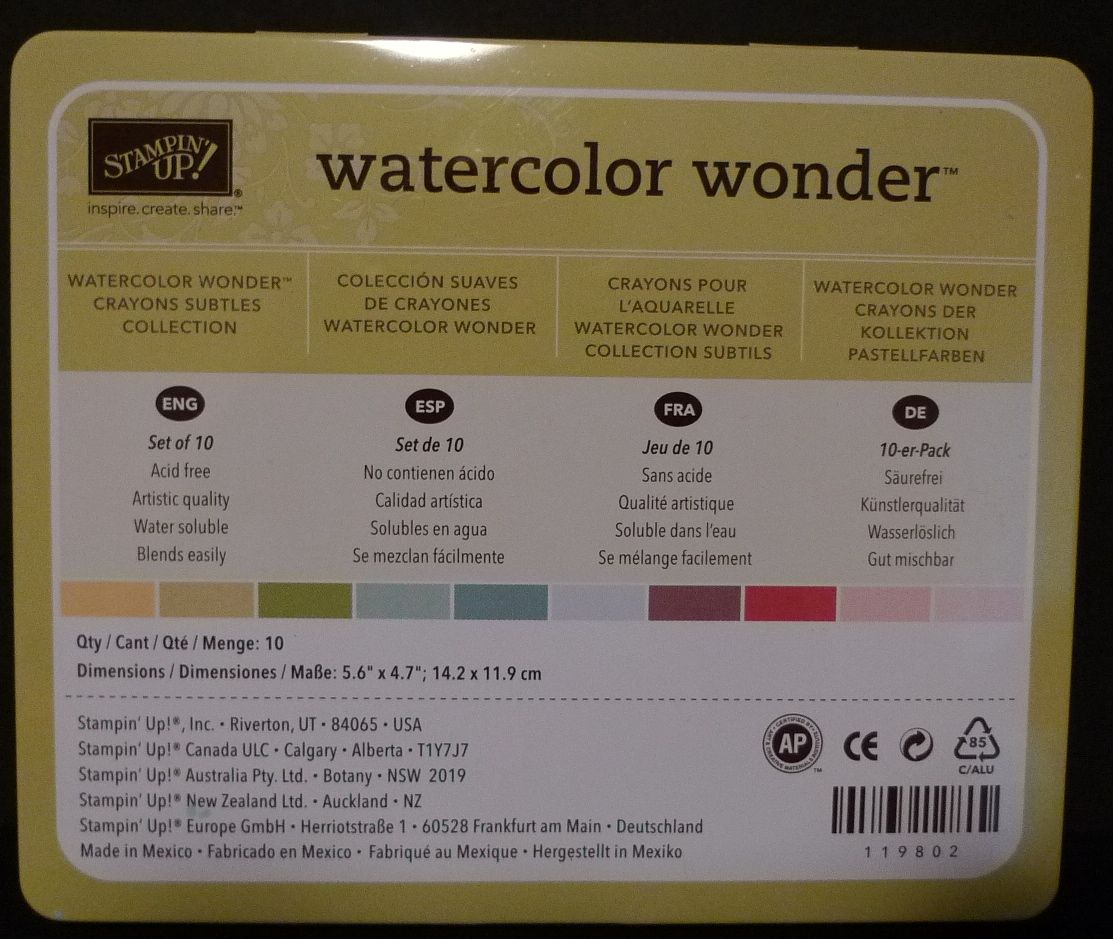 STAMPIN' UP!®
inspire.create.share.™
watercolor wonder™
WATERCOLOR WONDER™
CRAYONS SUBTLES
COLLECTION
COLECCIÓN SUAVES
DE CRAYONES
WATERCOLOR WONDER
CRAYONS POUR
L'AQUARELLE
WATERCOLOR WONDER
COLLECTION SUBTILS
WATERCOLOR WONDER
CRAYONS DER
KOLLEKTION
PASTELLFARBEN
ENG
Set of 10
Acid free
Artistic quality
Water soluble
Blends easily
ESP
Set de 10
No contienen ácido
Calidad artística
Solubles en agua
Se mezclan fácilmente
FRA
Jeu de 10
Sans acide
Qualité artistique
Soluble dans l'eau
Se mélange facilement
DE
10-er-Pack
Säurefrei
Künstlerqualität
Wasserlöslich
Gut mischbar
Qty / Cant / Qté / Menge: 10
Dimensions / Dimensiones / Maße: 5.6" x 4.7"; 14.2 x 11.9 cm
Stampin' Up!®, Inc. • Riverton, UT • 84065 • USA
Stampin' Up!® Canada ULC • Calgary • Alberta • T1Y7J7
Stampin' Up!® Australia Pty. Ltd. • Botany • NSW 2019
Stampin' Up!® New Zealand Ltd. • Auckland • NZ
Stampin' Up!® Europe GmbH • Herriotstraße 1 • 60528 Frankfurt am Main • Deutschland
Made in Mexico • Fabricado en Mexico • Fabriqué au Mexique • Hergestellt in Mexiko
AP
™
CE
85
C/ALU
119802